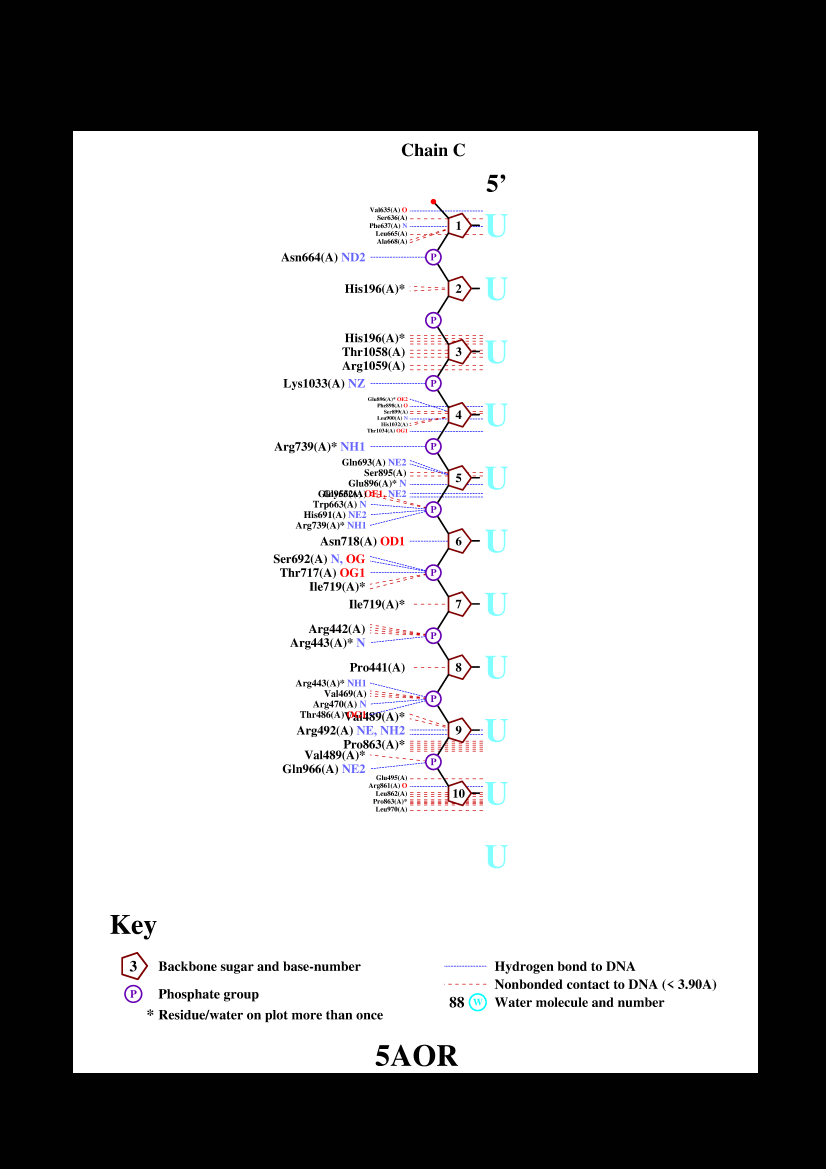 Chain C
5’
Val635(A) O
Ser636(A)
Phe637(A) N
Leu665(A)
Ala668(A)
1
U
Asn664(A) ND2
P
His196(A)*
2
U
P
His196(A)*
Thr1058(A)
Arg1059(A)
3
U
Lys1033(A) NZ
P
Glu896(A)* OE2
Phe898(A) O
Ser899(A)
Leu900(A) N
His1032(A)
Thr1034(A) OG1
4
U
Arg739(A)* NH1
P
Gln693(A) NE2
Ser895(A)
Glu896(A)* N
OE1, NE2
5
U
Trp663(A) N
His691(A) NE2
Arg739(A)* NH1
P
Asn718(A) OD1
6
U
Ser692(A) N, OG
Thr717(A) OG1
Ile719(A)*
P
Ile719(A)*
7
U
Arg442(A)
Arg443(A)* N
P
Pro441(A)
8
U
Arg443(A)* NH1
Val469(A)
Arg470(A) N
Thr486(A)
P
Val489(A)*
Arg492(A) NE, NH2
Pro863(A)*
9
U
Val489(A)*
Gln966(A) NE2
P
Glu495(A)
Arg861(A) O
Leu862(A)
Pro863(A)*
Leu970(A)
10
U
U
Key
3 Backbone sugar and base-number
P Phosphate group
* Residue/water on plot more than once
Hydrogen bond to DNA
Nonbonded contact to DNA (< 3.90A)
88 W Water molecule and number
5AOR